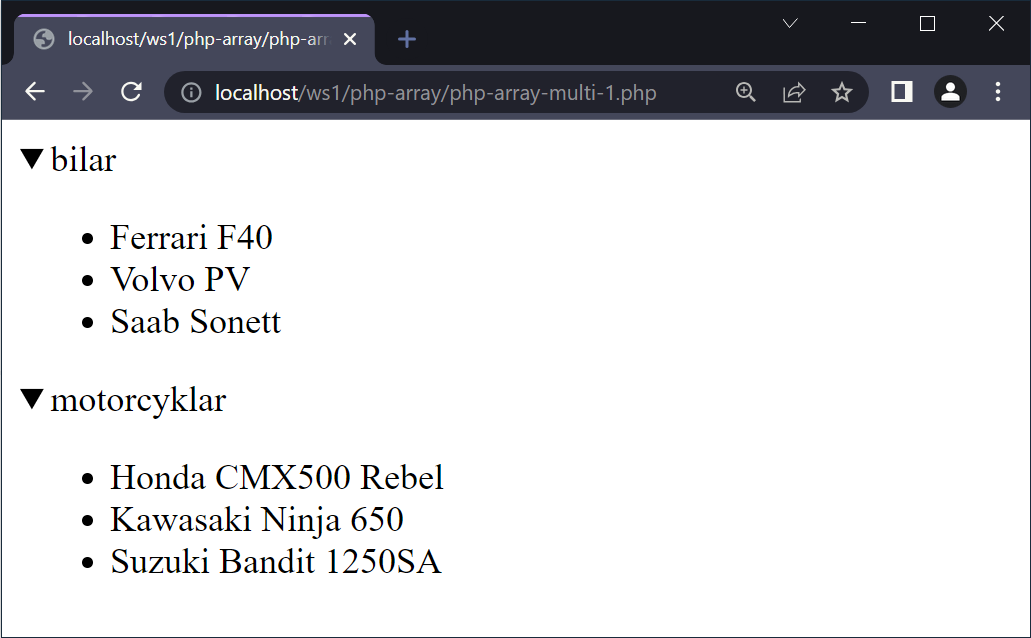 localhost/ws1/php-array/php-arr
localhost/ws1/php-array/php-array-multi-1.php
bilar
Ferrari F40
Volvo PV
Saab Sonett
motorcyklar
Honda CMX500 Rebel
Kawasaki Ninja 650
Suzuki Bandit 1250SA